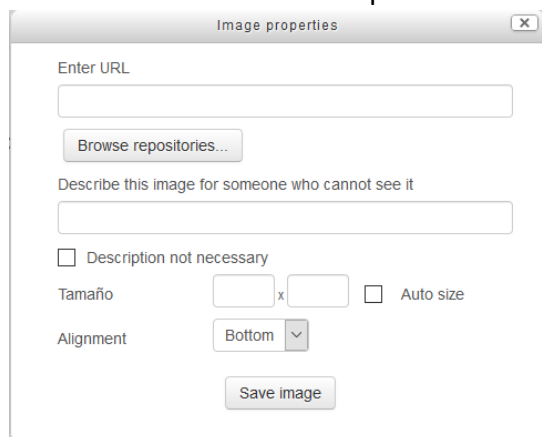 Image properties
Enter URL
Browse repositories...
Describe this image for someone who cannot see it
Description not necessary
Tamaño x Auto size
Alignment Bottom
Save image